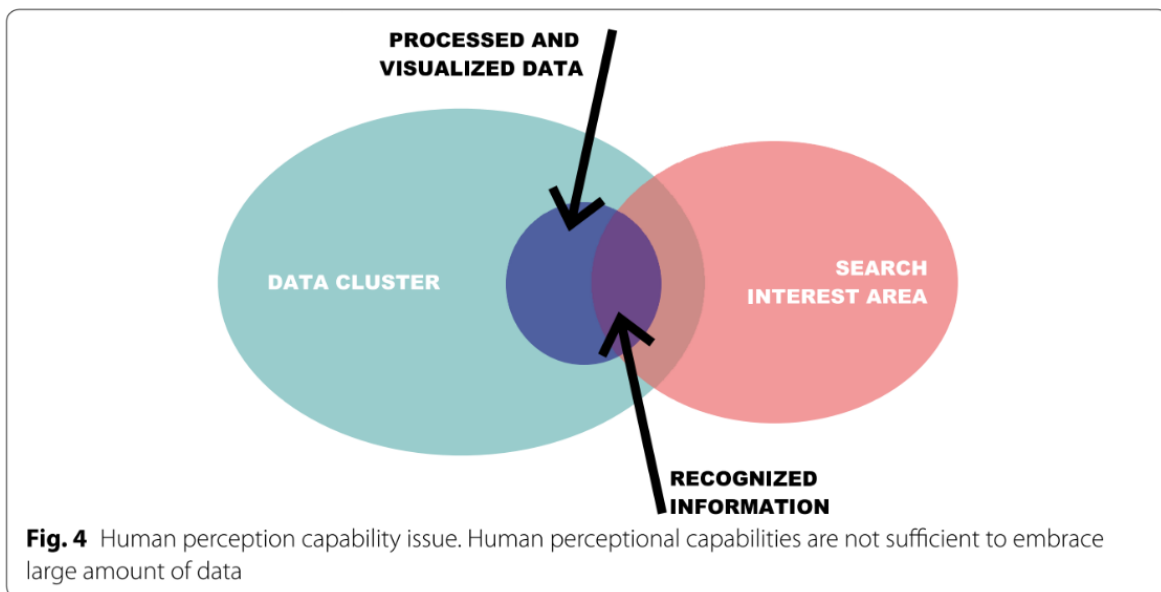 PROCESSED AND
VISUALIZED DATA
DATA CLUSTER
SEARCH
INTEREST AREA
RECOGNIZED
INFORMATION
Fig. 4 Human perception capability issue. Human perceptional capabilities are not sufficient to embrace
large amount of data